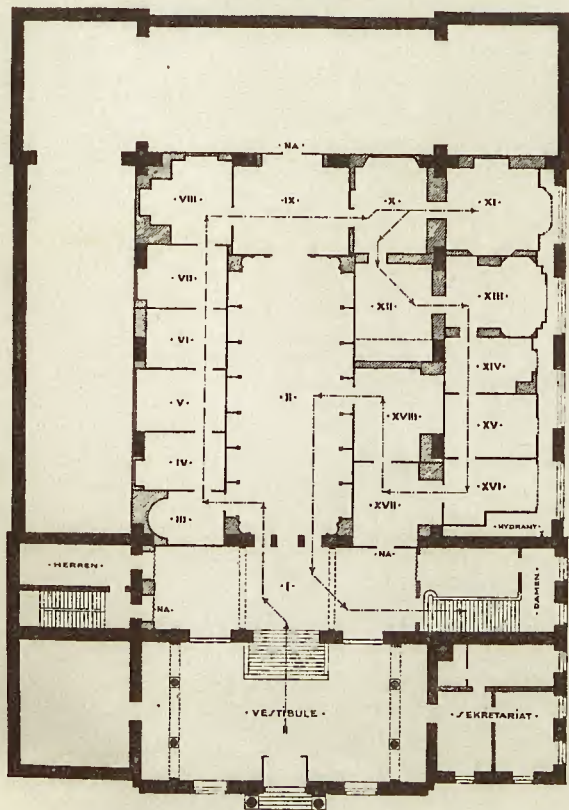 · NA ·
· VIII ·
· IX ·
· X ·
· XI ·
· VII ·
· XII ·
· XIII ·
· VI ·
· XIV ·
· V ·
· II ·
· XVIII ·
· XV ·
· IV ·
· XVI ·
· III ·
· XVII ·
· HYDRANT ·
· HERREN ·
· NA ·
· I ·
· DAMEN ·
· NA ·
· VESTIBULE ·
· SEKRETARIAT ·